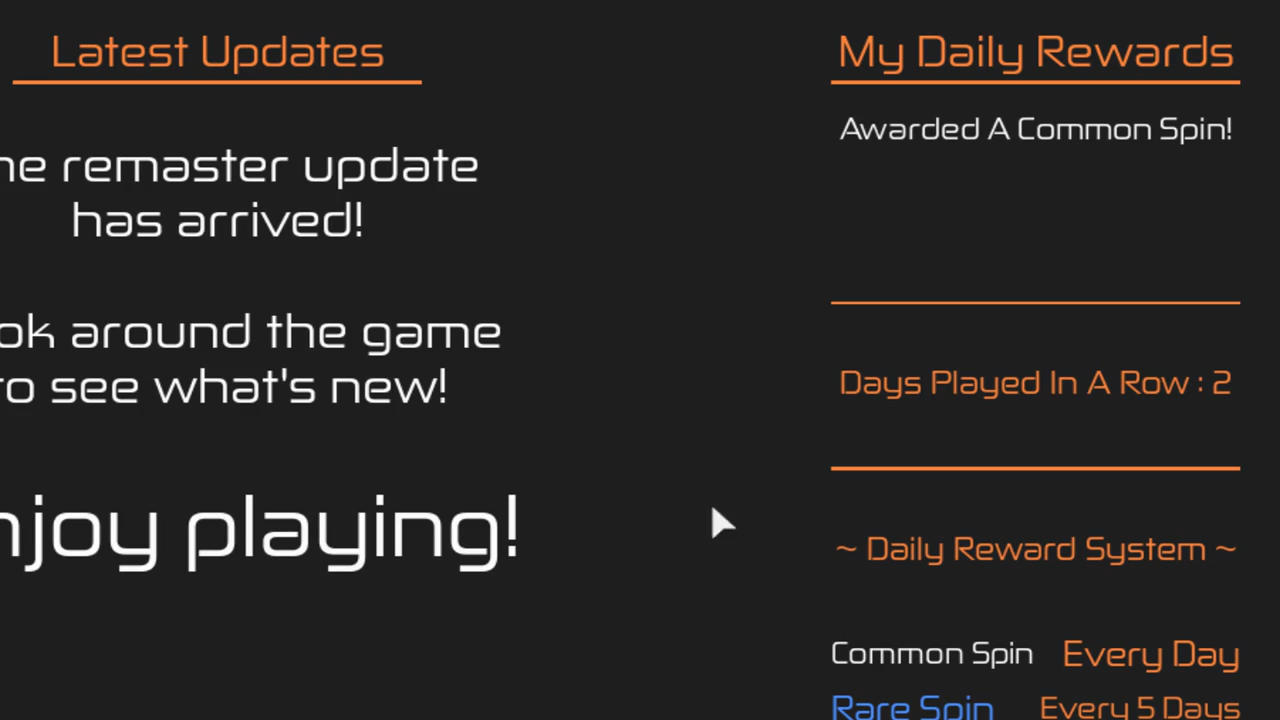 Latest Updates
remaster update
has arrived!
around the game
see what's new!
playing!
My Daily Rewards
Awarded A Common Spin!
Days Played In A Row : 2
~ Daily Reward System ~
Common Spin Every Day
Rare Spin Every 5 Days